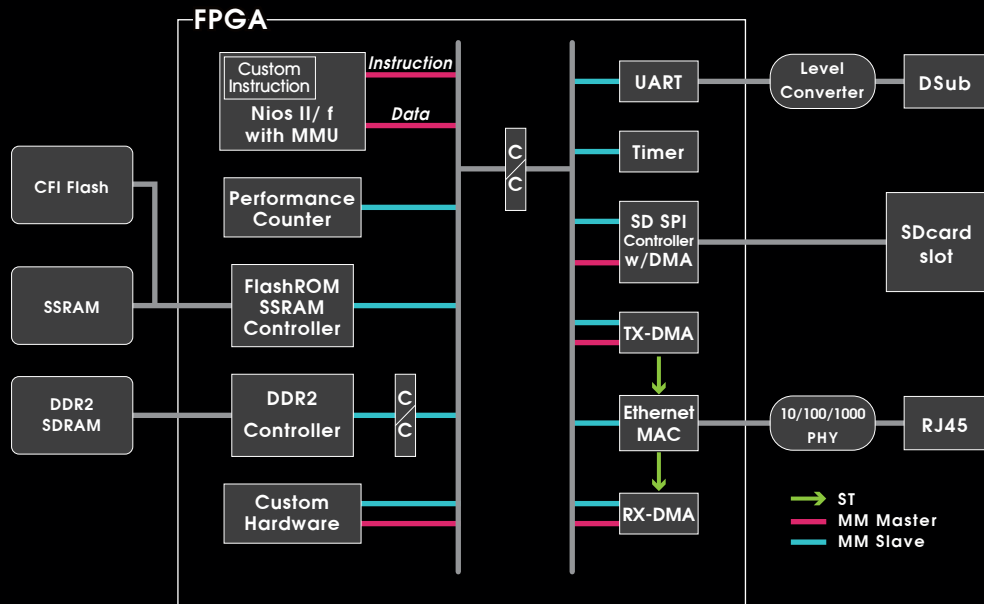 FPGA
Custom
Instruction
Nios II/ f
with MMU
Instruction
Data
CFI Flash
Performance
Counter
SSRAM
FlashROM
SSRAM
Controller
DDR2
SDRAM
DDR2
Controller
C
C
Custom
Hardware
C
C
UART
Level
Converter
DSub
Timer
SD SPI
Controller
w/DMA
SDcard
slot
TX-DMA
Ethernet
MAC
10/100/1000
PHY
RJ45
RX-DMA
ST
MM Master
MM Slave